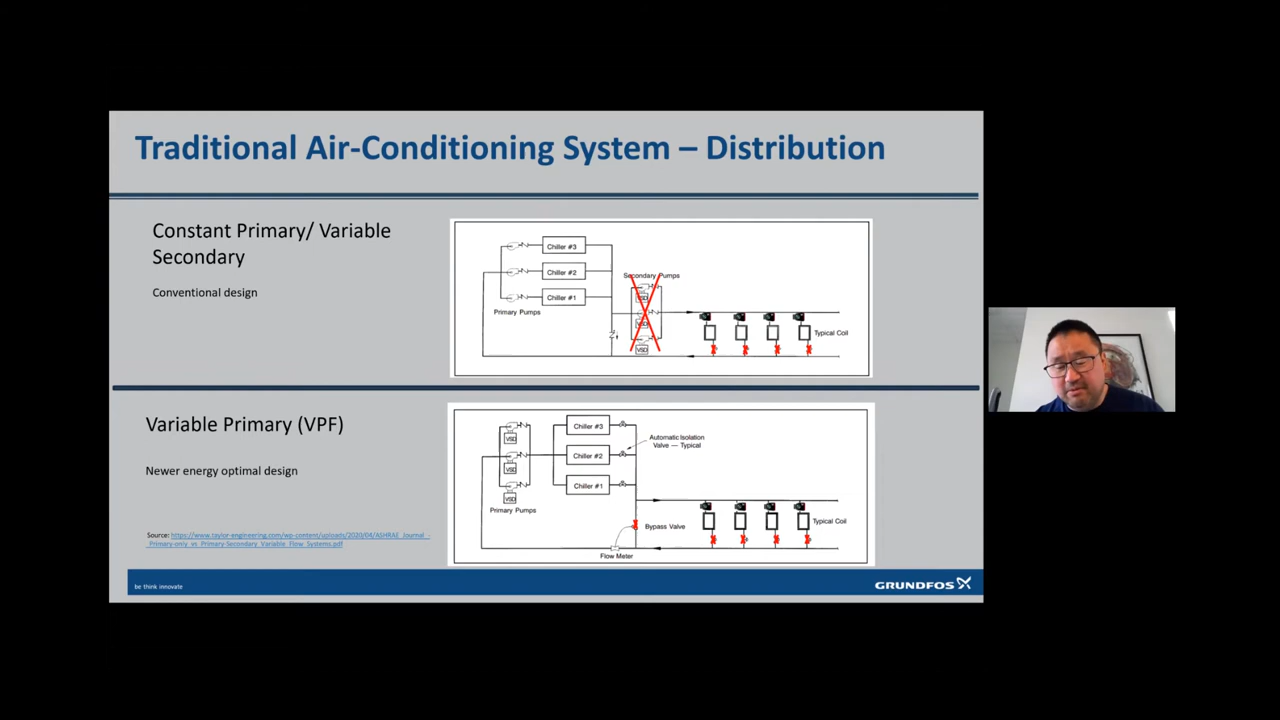 Traditional Air-Conditioning System – Distribution
Constant Primary/ Variable
Secondary
Conventional design
Chiller #3
Chiller #2
Chiller #1
Primary Pumps
Secondary Pumps
VSD
VSD
VSD
Typical Coil
Variable Primary (VPF)
Newer energy optimal design
VSD
VSD
VSD
Primary Pumps
Chiller #3
Chiller #2
Chiller #1
Automatic Isolation
Valve — Typical
Bypass Valve
Flow Meter
Typical Coil
Source: https://www.taylor-engineering.com/wp-content/uploads/2020/04/ASHRAE_Journal_-
_Primary-only_vs_Primary-Secondary_Variable_Flow_Systems.pdf
be think innovate
GRUNDFOS